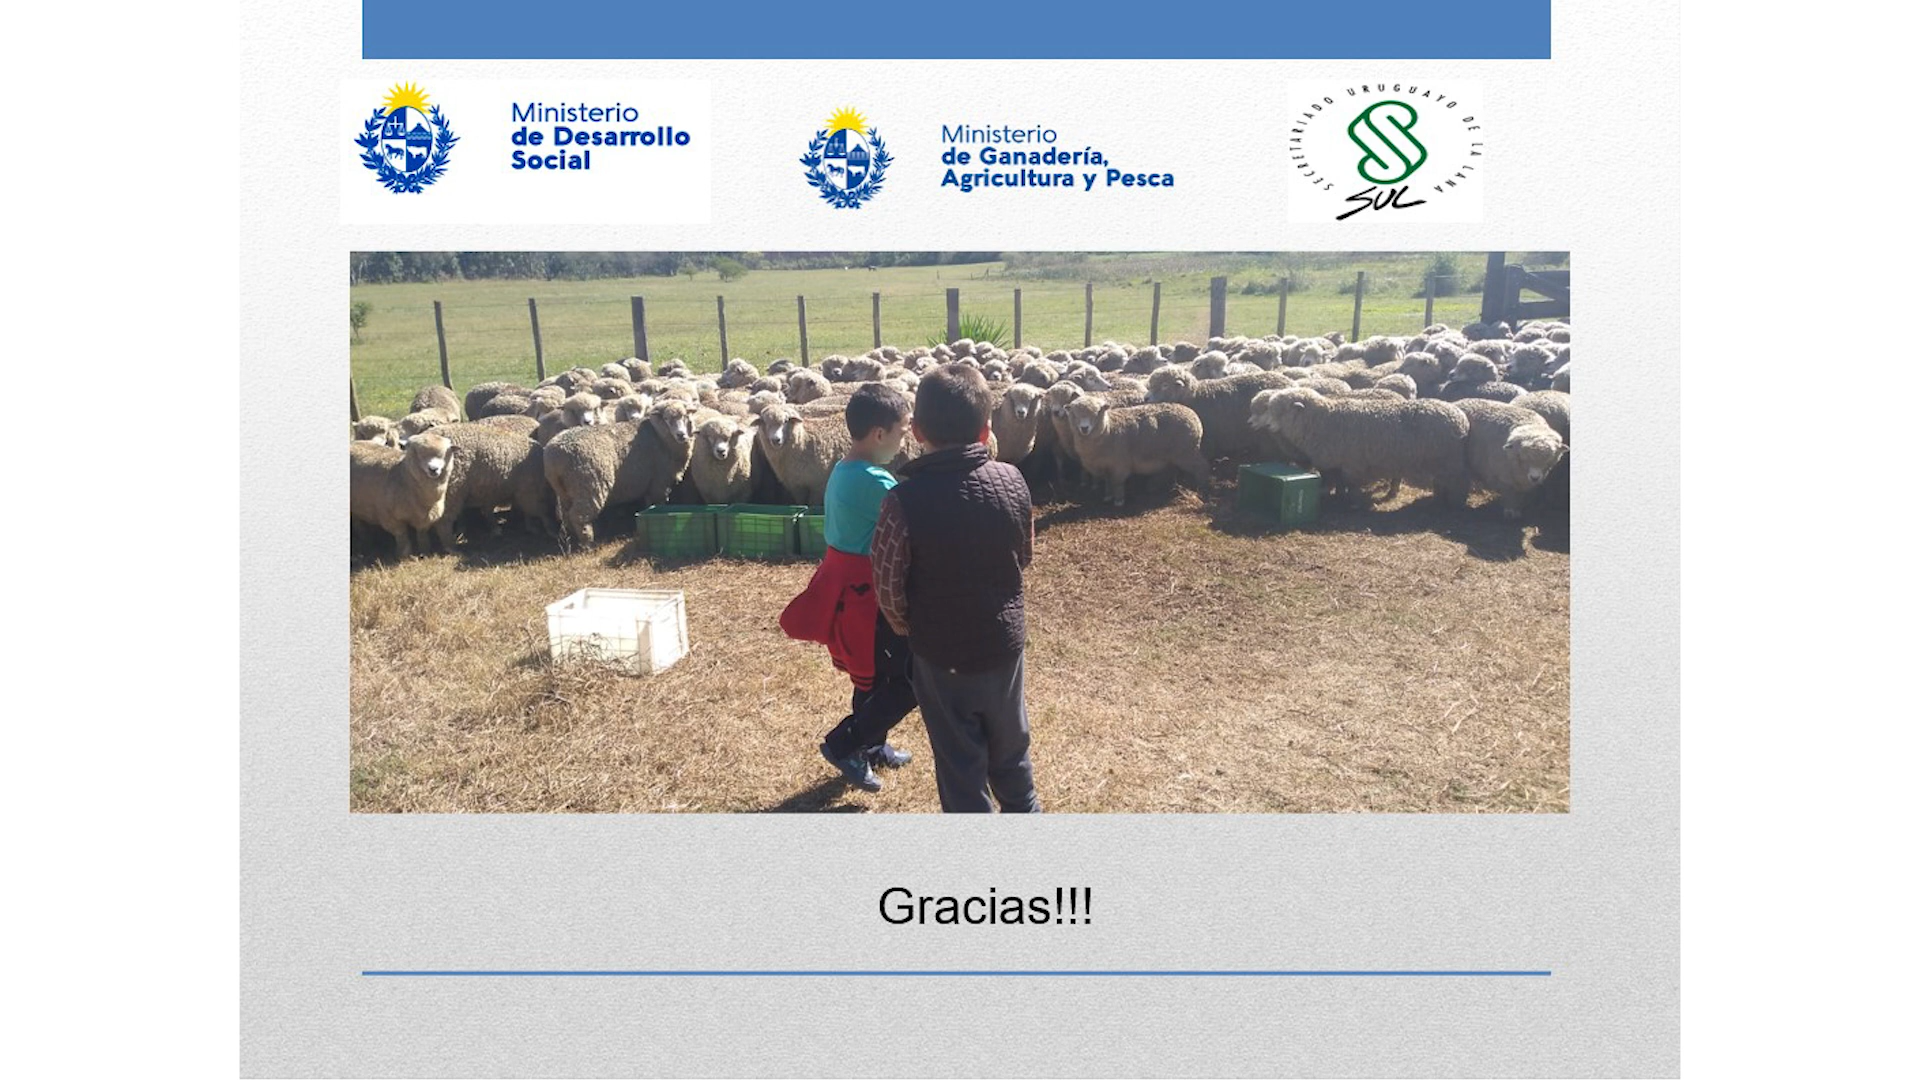 Ministerio
de Desarrollo
Social
Ministerio
de Ganadería,
Agricultura y Pesca
SECRETARIADO URUGUAYO DE LA LANA
SUL
Gracias!!!